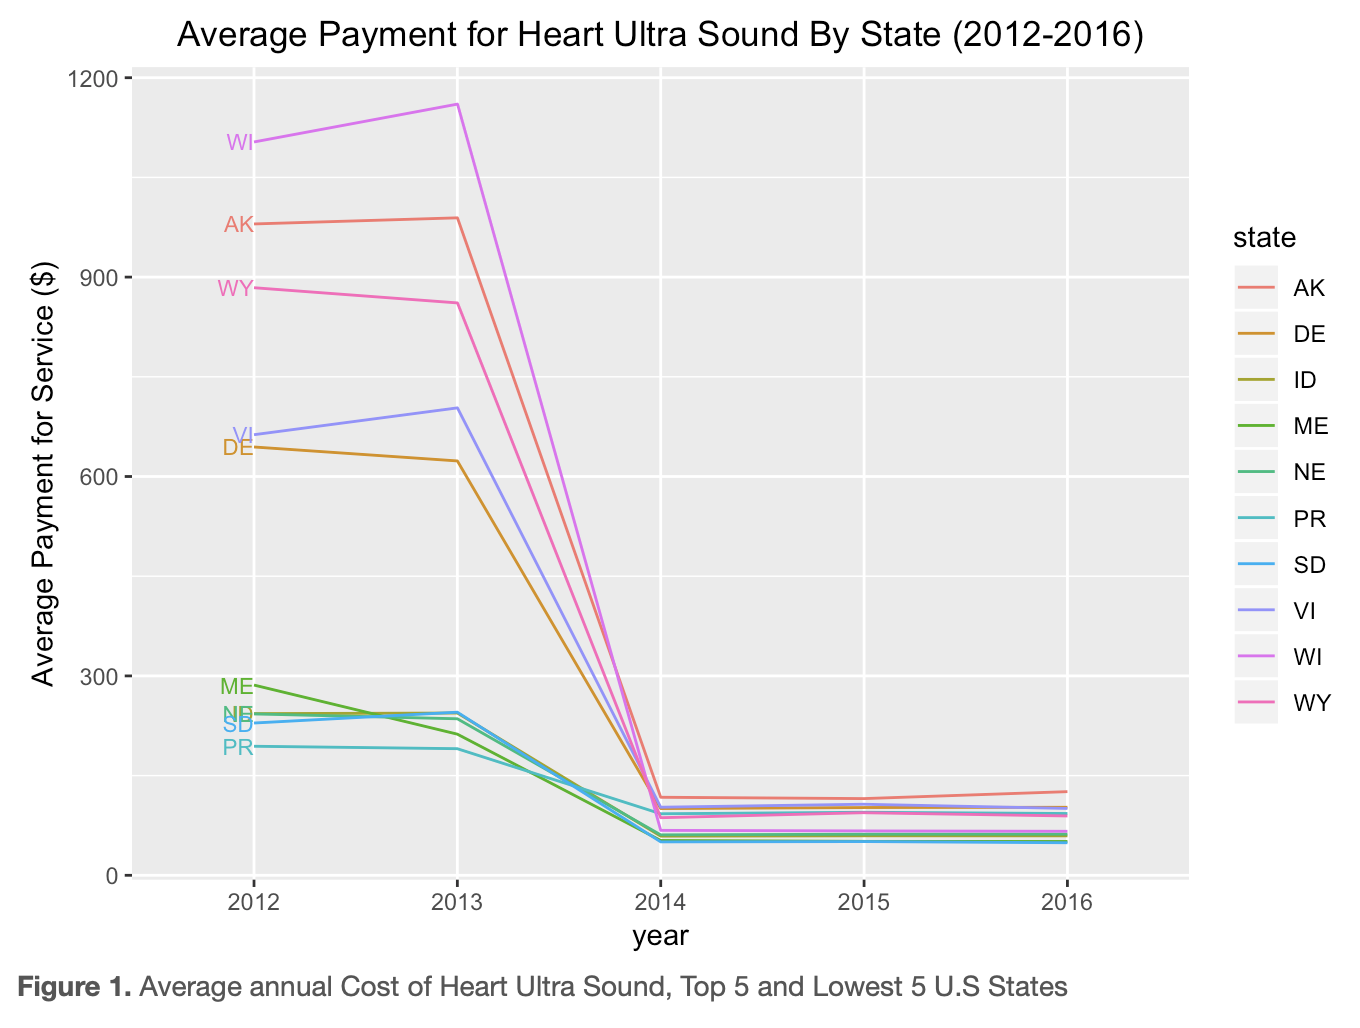 Average Payment for Heart Ultra Sound By State (2012-2016)
1200
900
600
300
0
Average Payment for Service ($)
WI
AK
WY
VI
DE
ME
NE
SD
PR
2012 2013 2014 2015 2016
year
state
AK
DE
ID
ME
NE
PR
SD
VI
WI
WY
Figure 1. Average annual Cost of Heart Ultra Sound, Top 5 and Lowest 5 U.S States